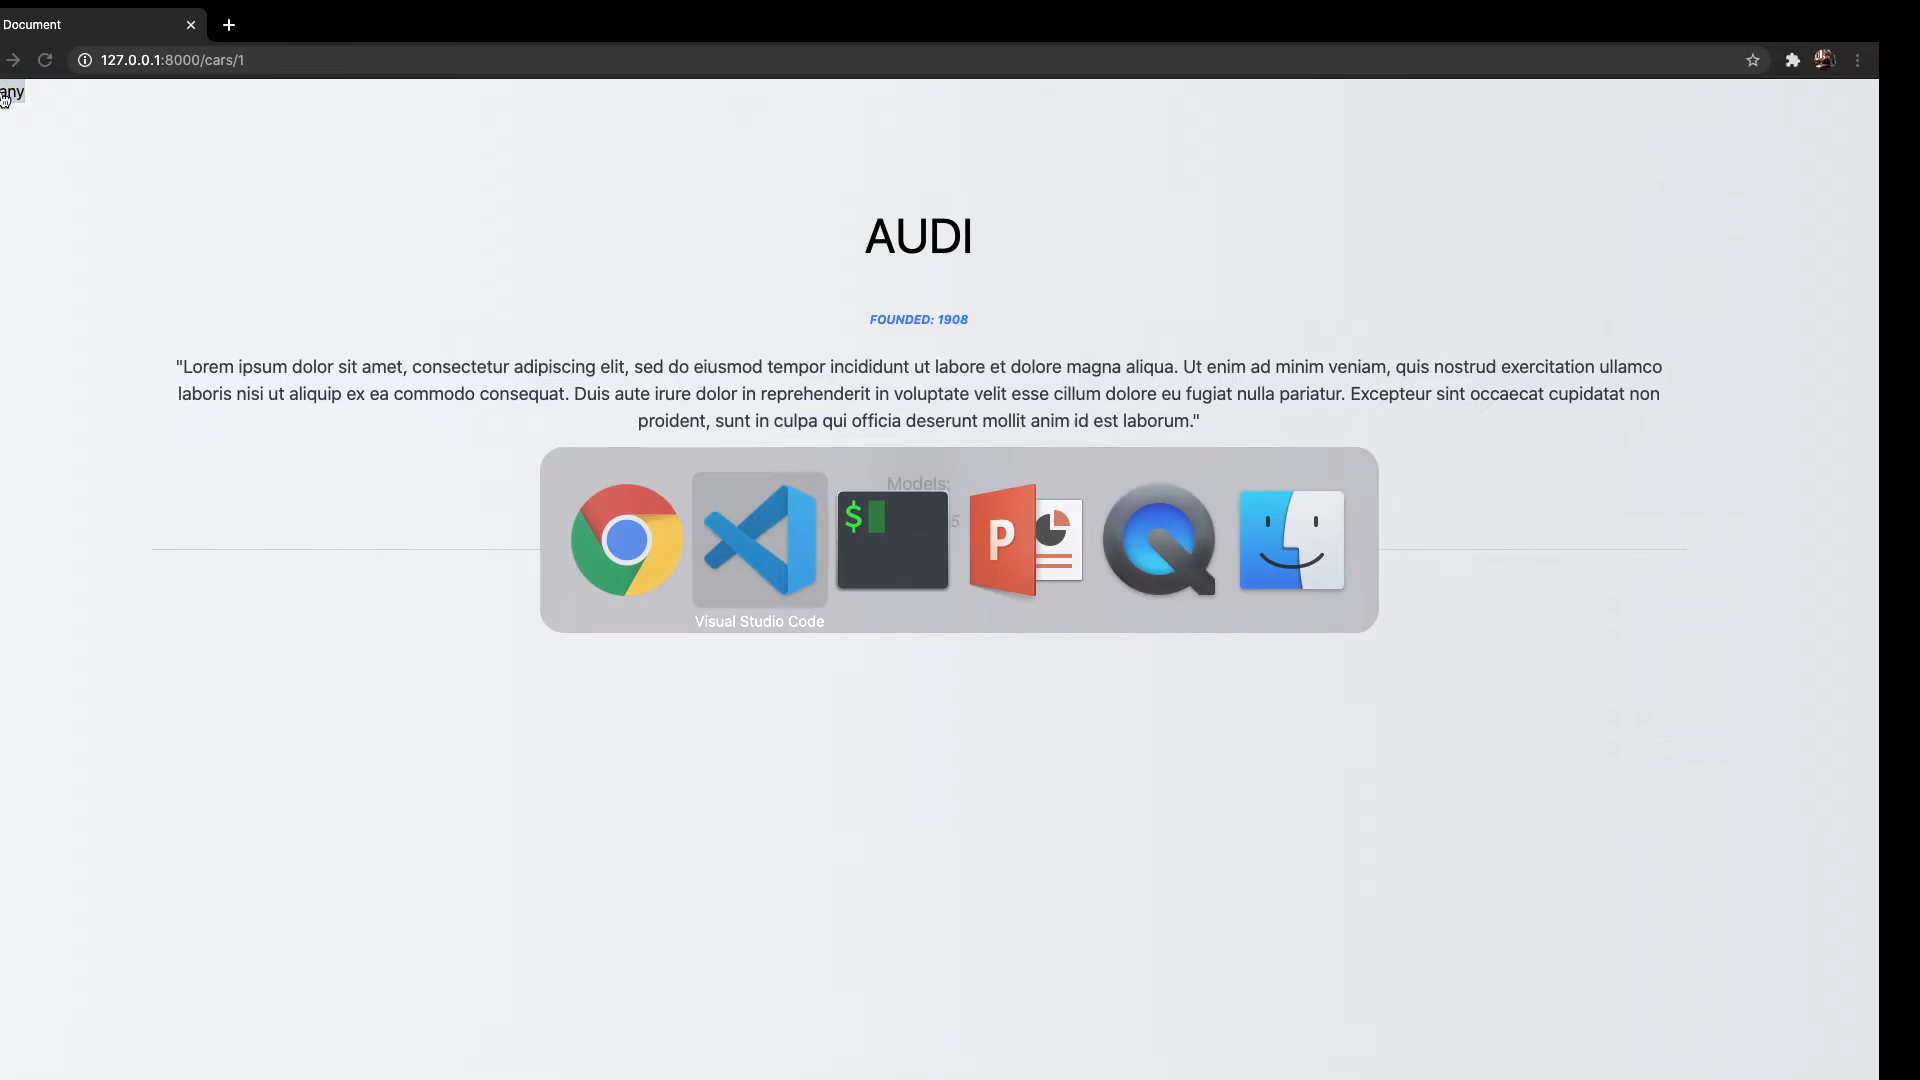 Document
127.0.0.1:8000/cars/1
any
AUDI
FOUNDED: 1908
"Lorem ipsum dolor sit amet, consectetur adipiscing elit, sed do eiusmod tempor incididunt ut labore et dolore magna aliqua. Ut enim ad minim veniam, quis nostrud exercitation ullamco
laboris nisi ut aliquip ex ea commodo consequat. Duis aute irure dolor in reprehenderit in voluptate velit esse cillum dolore eu fugiat nulla pariatur. Excepteur sint occaecat cupidatat non
proident, sunt in culpa qui officia deserunt mollit anim id est laborum."
Models:
5
$
P
Visual Studio Code